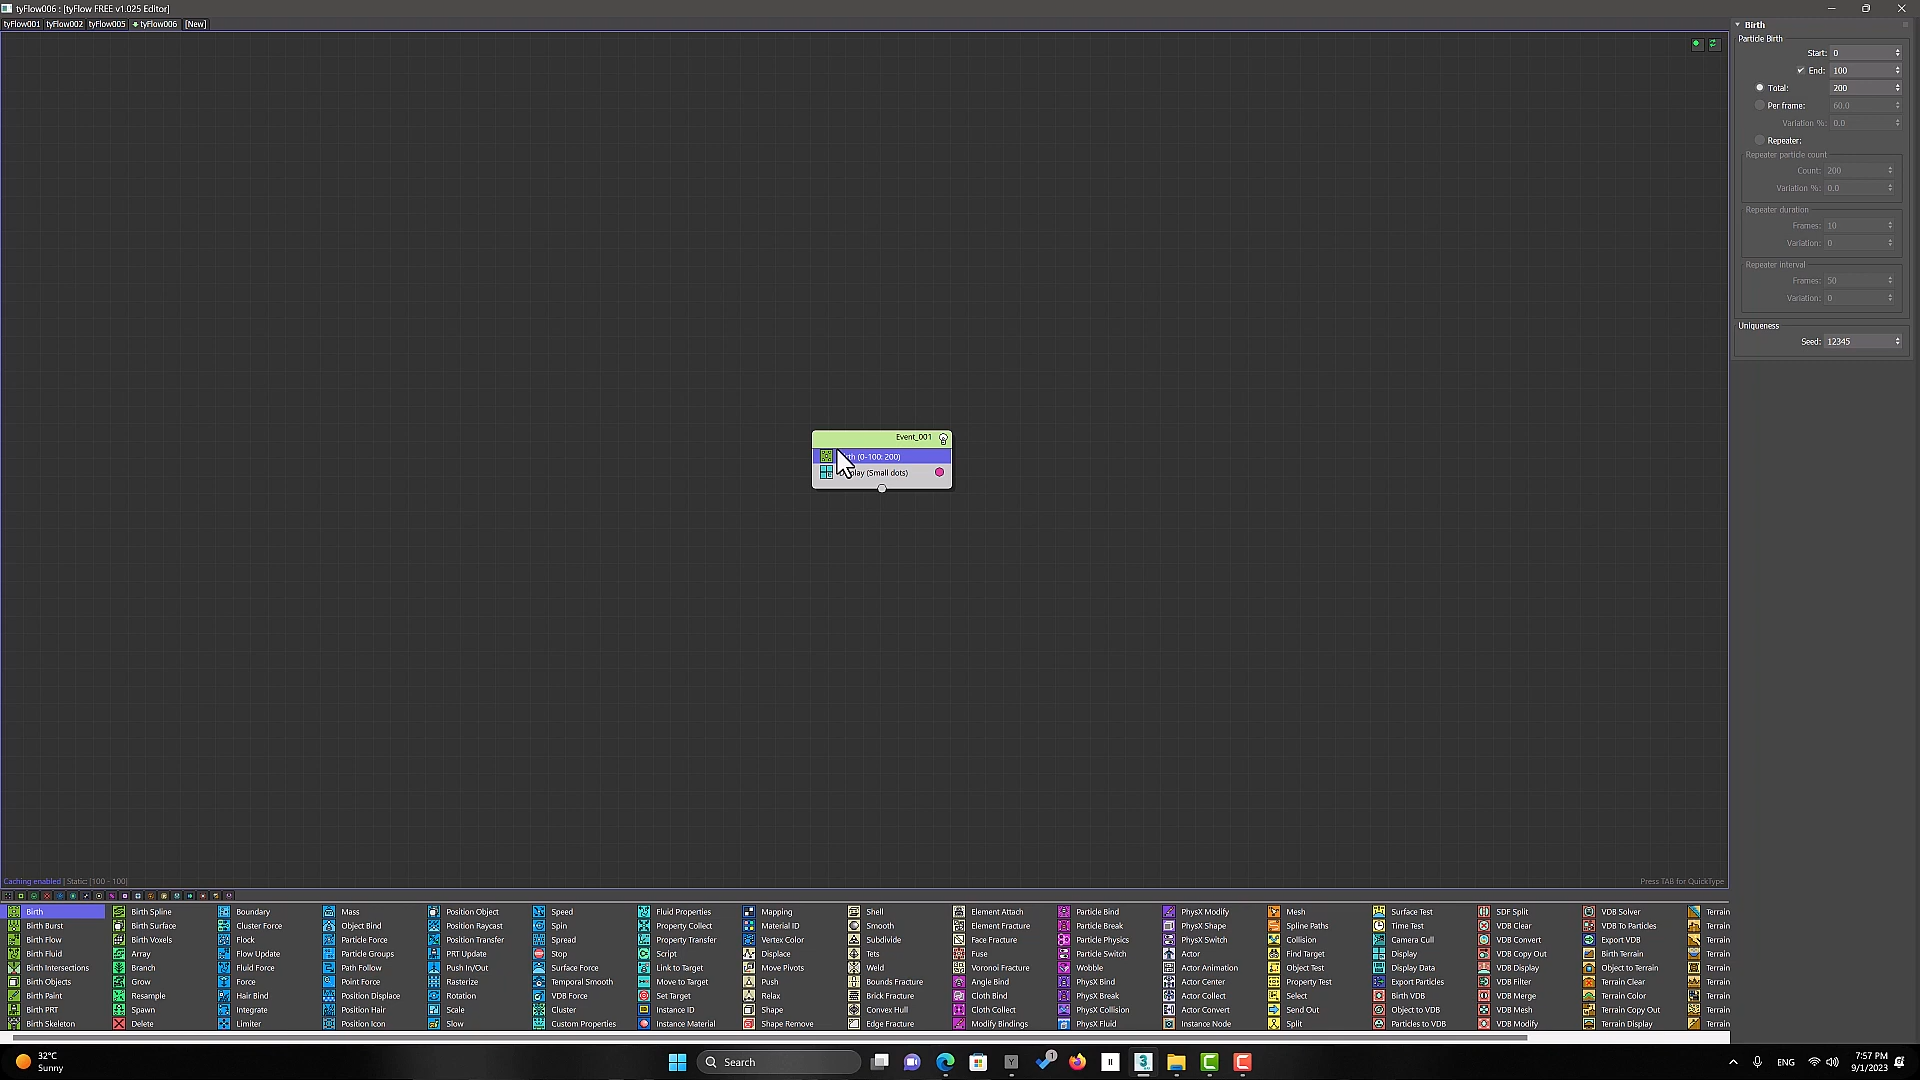 tyFlow006 : [tyFlow FREE v1.025 Editor]
tyFlow001 tyFlow002 tyFlow005 tyFlow006 [New]
Event_001
Birth (0-100: 200)
Display (Small dots)
Caching enabled | Static: [100 - 100]
Press TAB for QuickType
Birth
Particle Birth
Start: 0
End: 100
Total: 200
Per frame: 60.0
Variation %: 0.0
Repeater:
Repeater particle count
Count: 200
Variation %: 0.0
Repeater duration
Frames: 10
Variation: 0
Repeater interval
Frames: 50
Variation: 0
Uniqueness
Seed: 12345
Birth Birth Spline Boundary Mass Position Object Speed Fluid Properties Mapping Shell Element Attach Particle Bind PhysX Modify Mesh Surface Test SDF Split VDB Solver Terrain
Birth Burst Birth Surface Cluster Force Object Bind Position Raycast Spin Property Collect Material ID Smooth Element Fracture Particle Break PhysX Shape Spline Paths Time Test VDB Clear VDB To Particles Terrain
Birth Flow Birth Voxels Flock Particle Force Position Transfer Spread Property Transfer Vertex Color Subdivide Face Fracture Particle Physics PhysX Switch Collision Camera Cull VDB Convert Export VDB Terrain
Birth Fluid Array Flow Update Particle Groups PRT Update Stop Script Displace Tets Fuse Particle Switch Actor Find Target Display VDB Copy Out Birth Terrain Terrain
Birth Intersections Branch Fluid Force Path Follow Push In/Out Surface Force Link to Target Move Pivots Weld Voronoi Fracture Wobble Actor Animation Object Test Display Data VDB Display Object to Terrain Terrain
Birth Objects Grow Force Point Force Rasterize Temporal Smooth Move to Target Push Bounds Fracture Angle Bind PhysX Bind Actor Center Property Test Export Particles VDB Filter Terrain Clear Terrain
Birth Paint Resample Hair Bind Position Displace Rotation VDB Force Set Target Relax Brick Fracture Cloth Bind PhysX Break Actor Collect Select Birth VDB VDB Merge Terrain Color Terrain
Birth PRT Spawn Integrate Position Hair Scale Cluster Instance ID Shape Convex Hull Cloth Collect PhysX Collision Actor Convert Send Out Object to VDB VDB Mesh Terrain Copy Out Terrain
Birth Skeleton Delete Limiter Position Icon Slow Custom Properties Instance Material Shape Remove Edge Fracture Modify Bindings PhysX Fluid Instance Node Split Particles to VDB VDB Modify Terrain Display Terrain
32°C
Sunny
Search
1
ENG
7:57 PM
9/1/2023